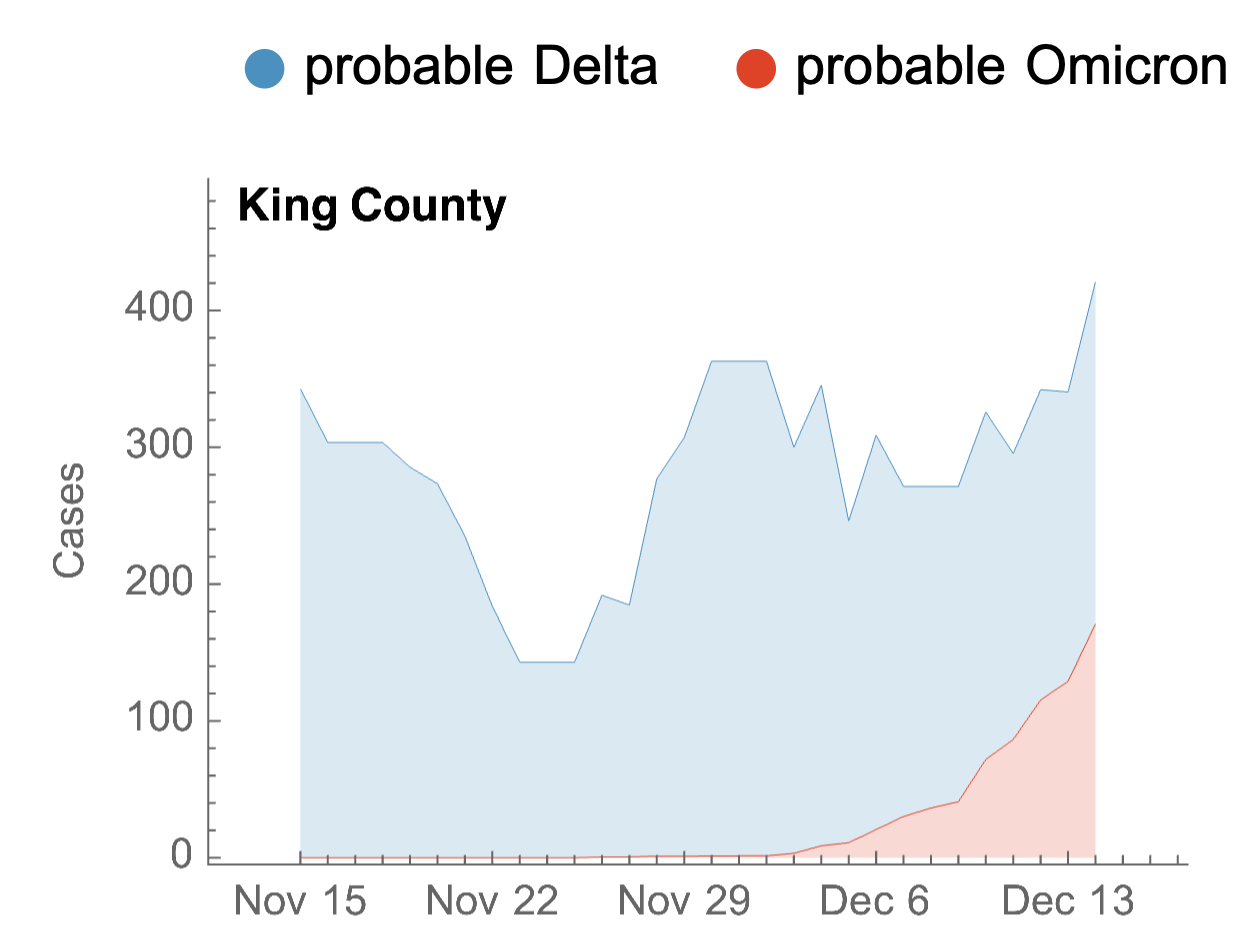 probable Delta probable Omicron
King County
400
300
200
100
0
Cases
Nov 15 Nov 22 Nov 29 Dec 6 Dec 13